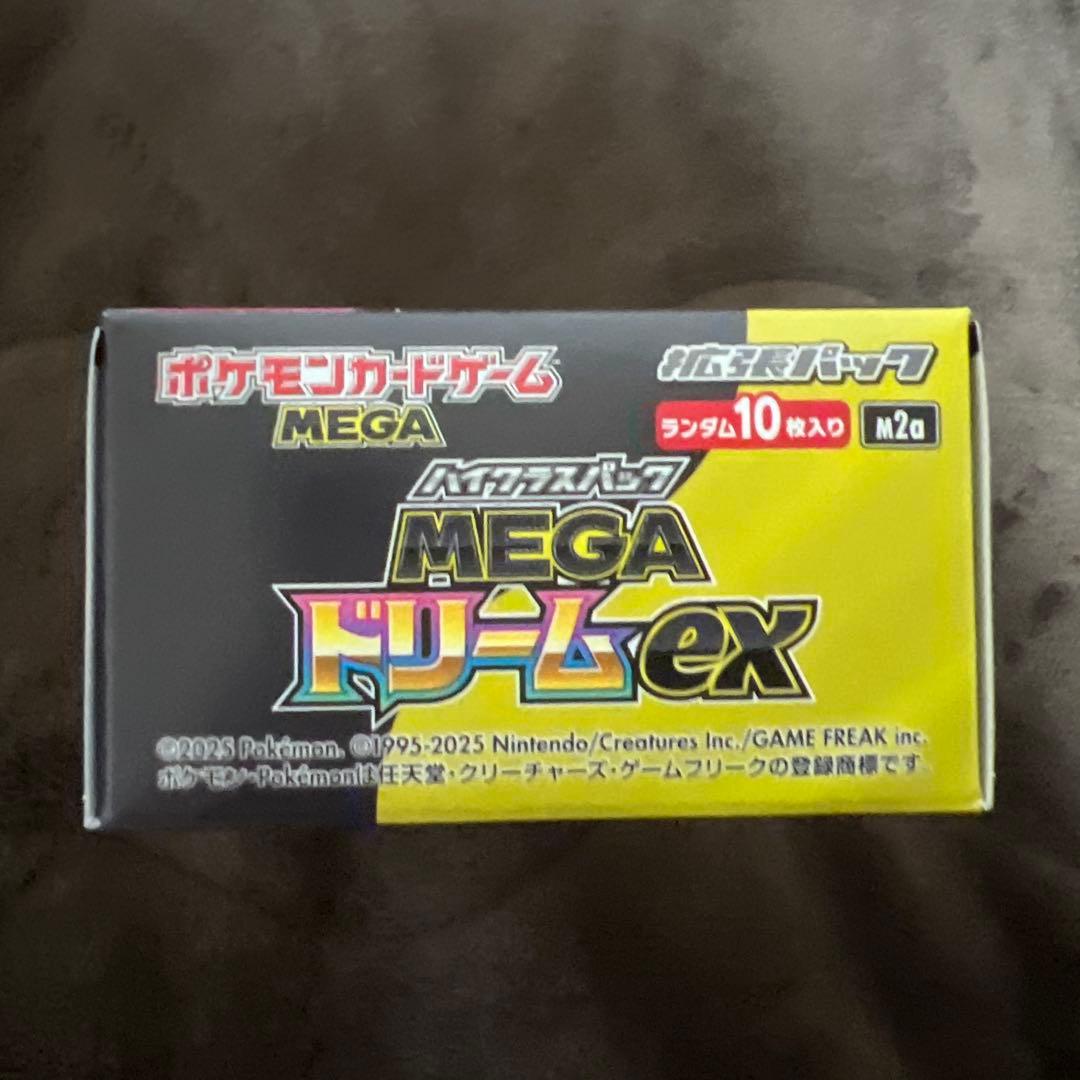 ポケモンカードゲーム
MEGA
拡張パック
ランダム10枚入り
M2a
ハイクラスパック
MEGA
ドリームex
©2025 Pokémon. ©1995-2025 Nintendo/Creatures Inc./GAME FREAK inc.
ポケモン・Pokémonは任天堂・クリーチャーズ・ゲームフリークの登録商標です。